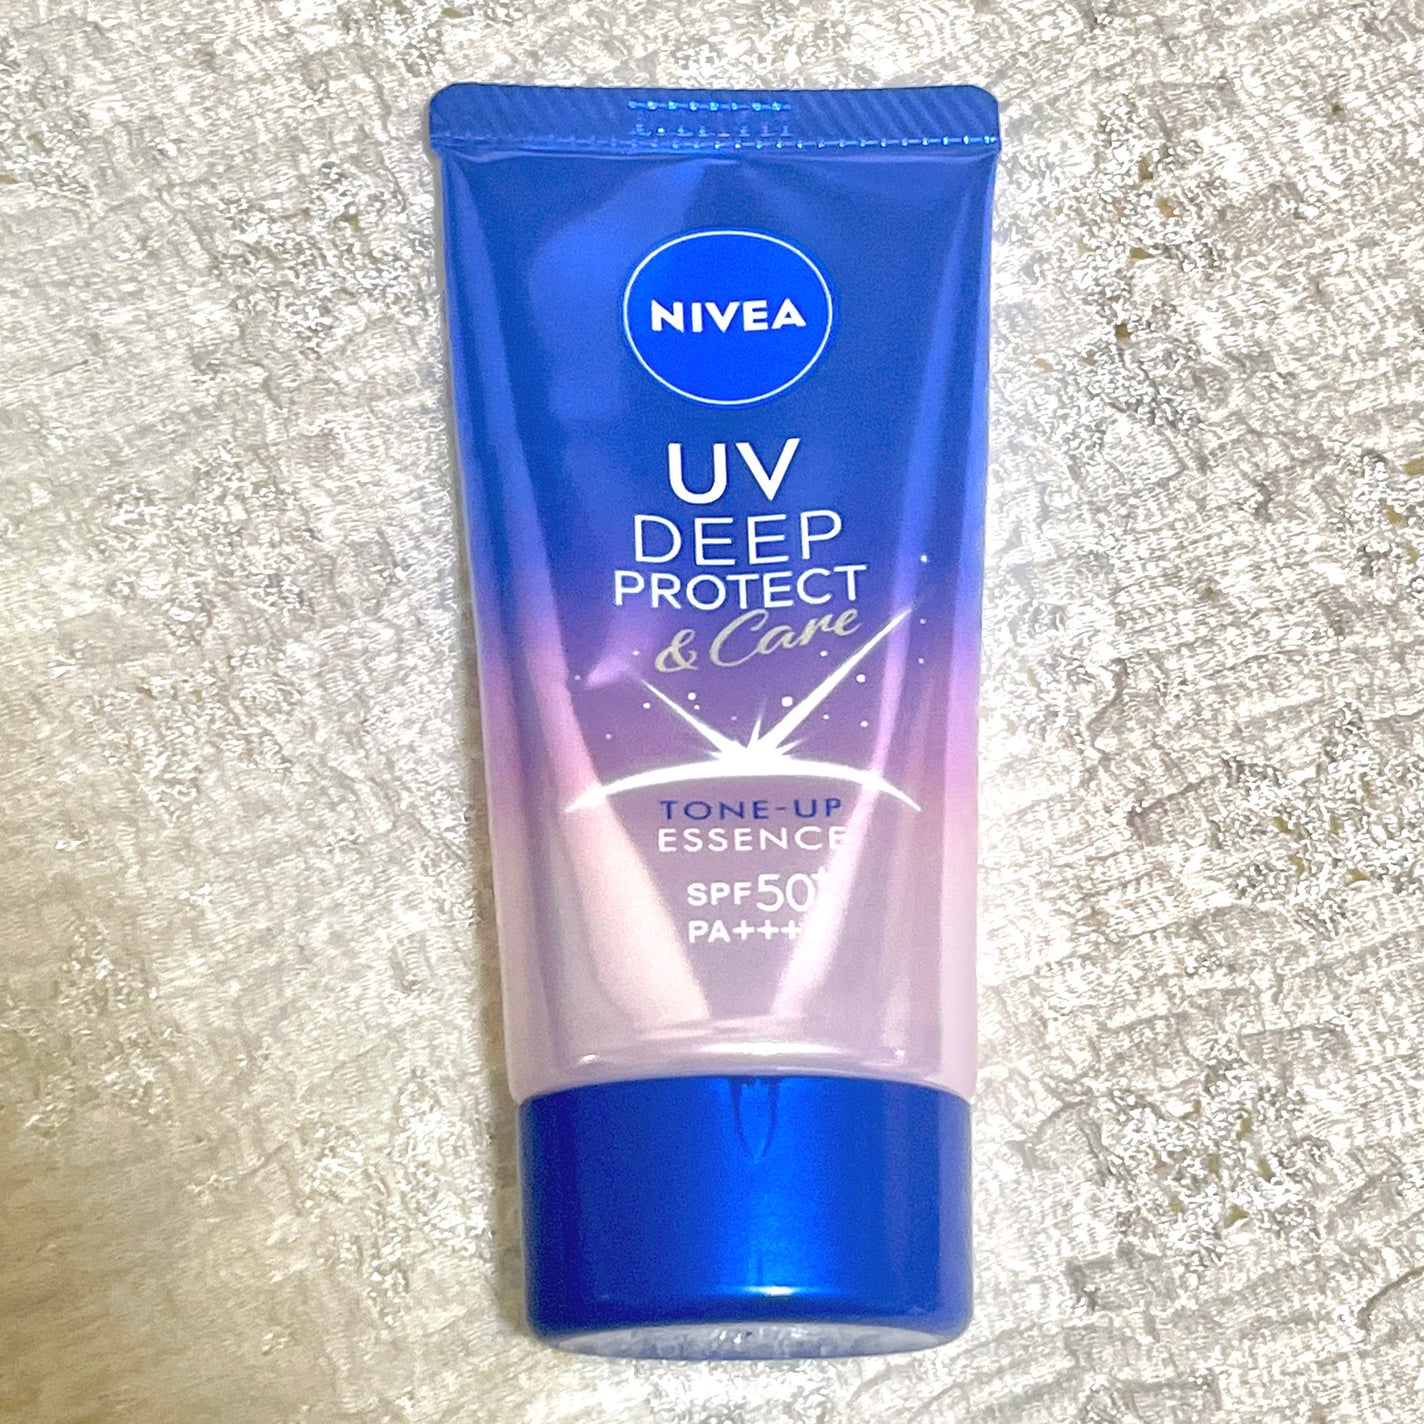 NIVEA
UV
DEEP
PROTECT
& Care
TONE-UP
ESSENCE
SPF50+
PA++++